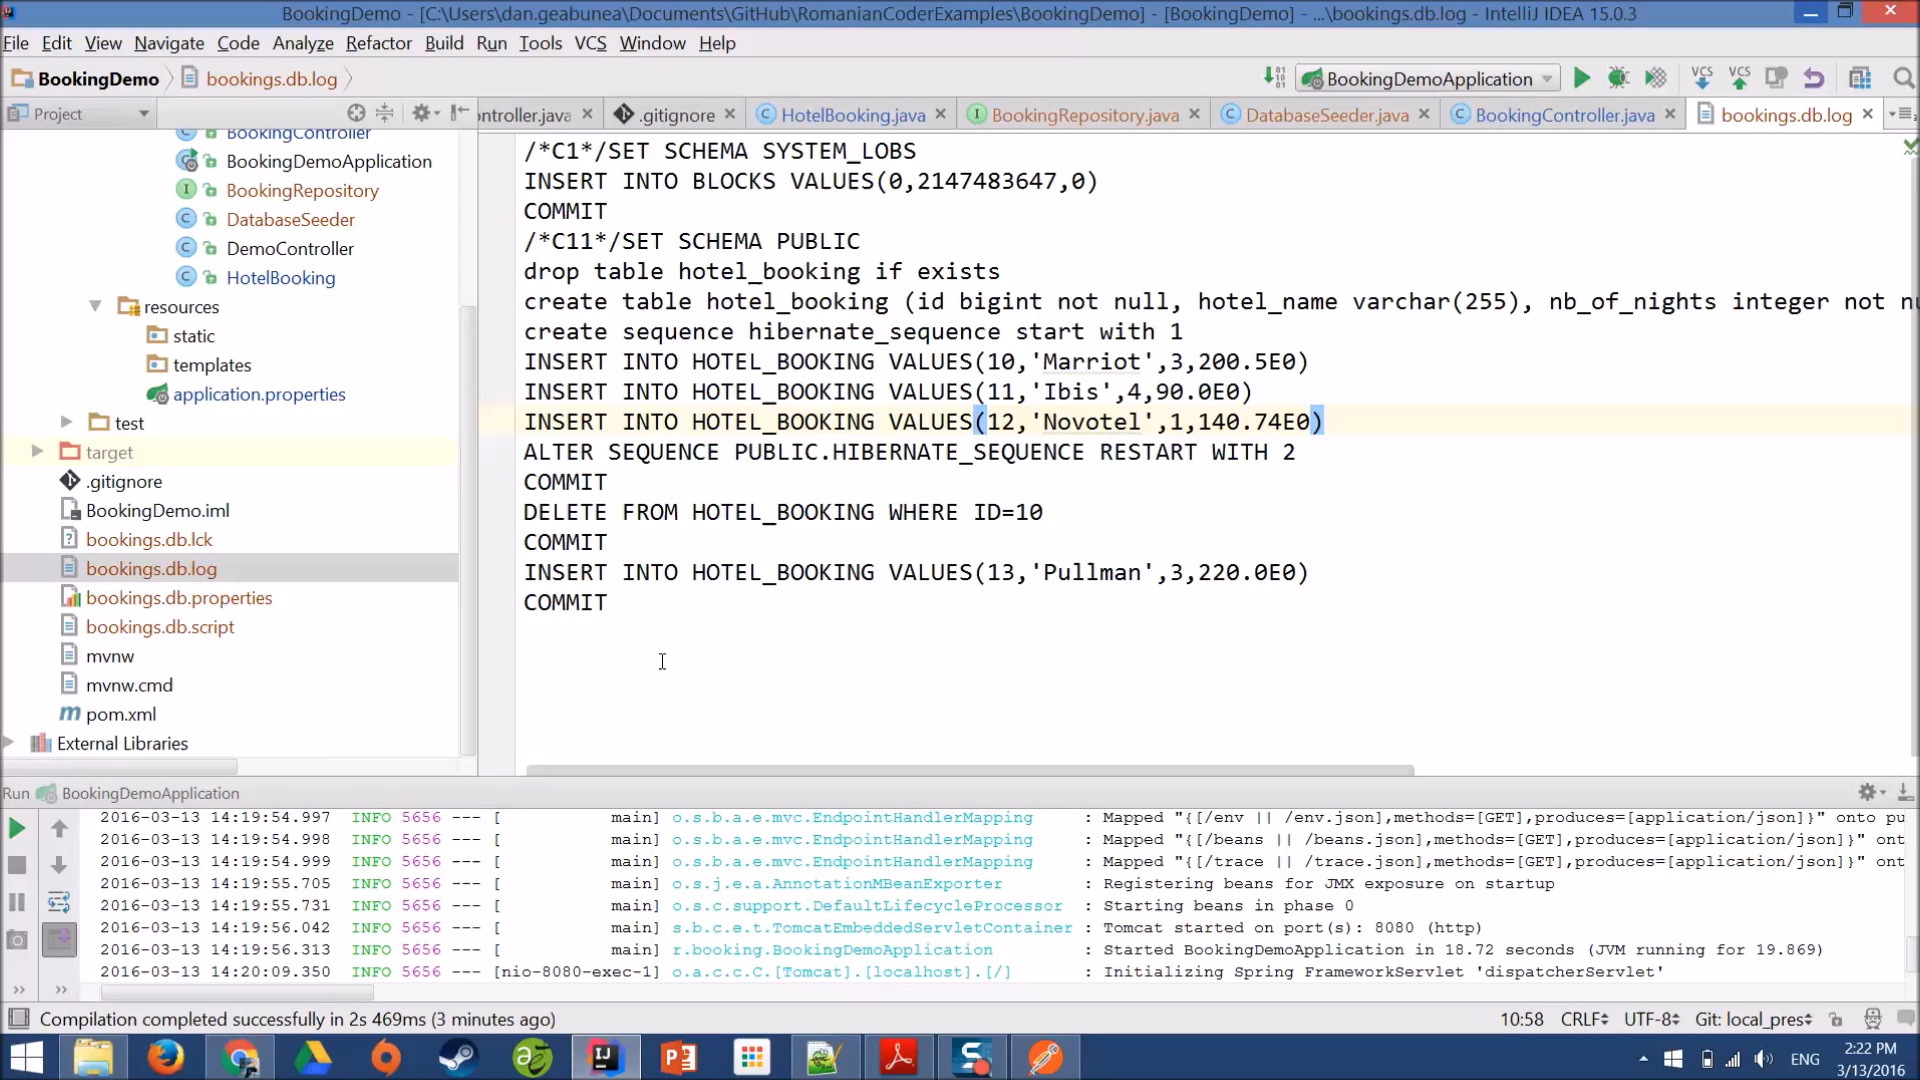 BookingDemo - [C:\Users\dan.geabunea\Documents\GitHub\RomanianCoderExamples\BookingDemo] - [BookingDemo] - ...\bookings.db.log - IntelliJ IDEA 15.0.3
File Edit View Navigate Code Analyze Refactor Build Run Tools VCS Window Help
BookingDemo bookings.db.log BookingDemoApplication VCS VCS
Project ontroller.java .gitignore HotelBooking.java BookingRepository.java DatabaseSeeder.java BookingController.java bookings.db.log
BookingController
BookingDemoApplication
BookingRepository
DatabaseSeeder
DemoController
HotelBooking
resources
static
templates
application.properties
test
target
.gitignore
BookingDemo.iml
bookings.db.lck
bookings.db.log
bookings.db.properties
bookings.db.script
mvnw
mvnw.cmd
pom.xml
External Libraries
/*C1*/SET SCHEMA SYSTEM_LOBS
INSERT INTO BLOCKS VALUES(0,2147483647,0)
COMMIT
/*C11*/SET SCHEMA PUBLIC
drop table hotel_booking if exists
create table hotel_booking (id bigint not null, hotel_name varchar(255), nb_of_nights integer not nu
create sequence hibernate_sequence start with 1
INSERT INTO HOTEL_BOOKING VALUES(10,'Marriot',3,200.5E0)
INSERT INTO HOTEL_BOOKING VALUES(11,'Ibis',4,90.0E0)
INSERT INTO HOTEL_BOOKING VALUES(12,'Novotel',1,140.74E0)
ALTER SEQUENCE PUBLIC.HIBERNATE_SEQUENCE RESTART WITH 2
COMMIT
DELETE FROM HOTEL_BOOKING WHERE ID=10
COMMIT
INSERT INTO HOTEL_BOOKING VALUES(13,'Pullman',3,220.0E0)
COMMIT
Run BookingDemoApplication
2016-03-13 14:19:54.997 INFO 5656 --- [ main] o.s.b.a.e.mvc.EndpointHandlerMapping : Mapped "{[/env || /env.json],methods=[GET],produces=[application/json]}" onto pu
2016-03-13 14:19:54.998 INFO 5656 --- [ main] o.s.b.a.e.mvc.EndpointHandlerMapping : Mapped "{[/beans || /beans.json],methods=[GET],produces=[application/json]}" onto
2016-03-13 14:19:54.999 INFO 5656 --- [ main] o.s.b.a.e.mvc.EndpointHandlerMapping : Mapped "{[/trace || /trace.json],methods=[GET],produces=[application/json]}" ont
2016-03-13 14:19:55.705 INFO 5656 --- [ main] o.s.j.e.a.AnnotationMBeanExporter : Registering beans for JMX exposure on startup
2016-03-13 14:19:55.731 INFO 5656 --- [ main] o.s.c.support.DefaultLifecycleProcessor : Starting beans in phase 0
2016-03-13 14:19:56.042 INFO 5656 --- [ main] s.b.c.e.t.TomcatEmbeddedServletContainer : Tomcat started on port(s): 8080 (http)
2016-03-13 14:19:56.313 INFO 5656 --- [ main] r.booking.BookingDemoApplication : Started BookingDemoApplication in 18.72 seconds (JVM running for 19.869)
2016-03-13 14:20:09.350 INFO 5656 --- [nio-8080-exec-1] o.a.c.c.C.[Tomcat].[localhost].[/] : Initializing Spring FrameworkServlet 'dispatcherServlet'
Compilation completed successfully in 2s 469ms (3 minutes ago) 10:58 CRLF UTF-8 Git: local_pres
ENG
2:22 PM
3/13/2016